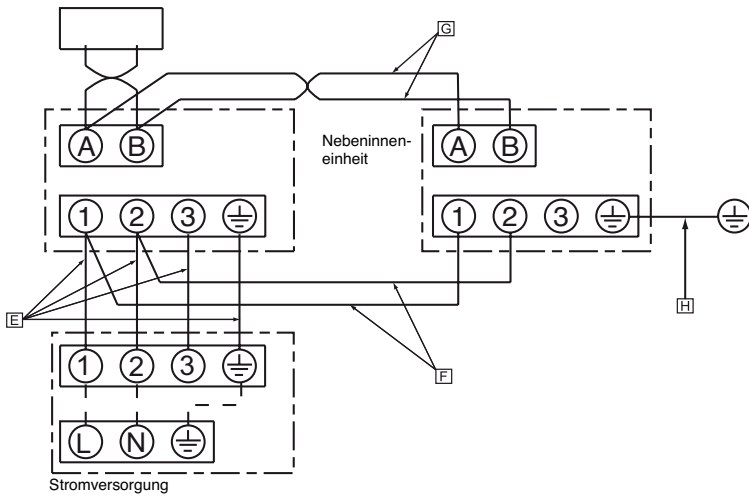 G
A B
Nebeninnen-
einheit
A B
1 2 3
1 2 3
E
H
1 2 3
F
L N
Stromversorgung